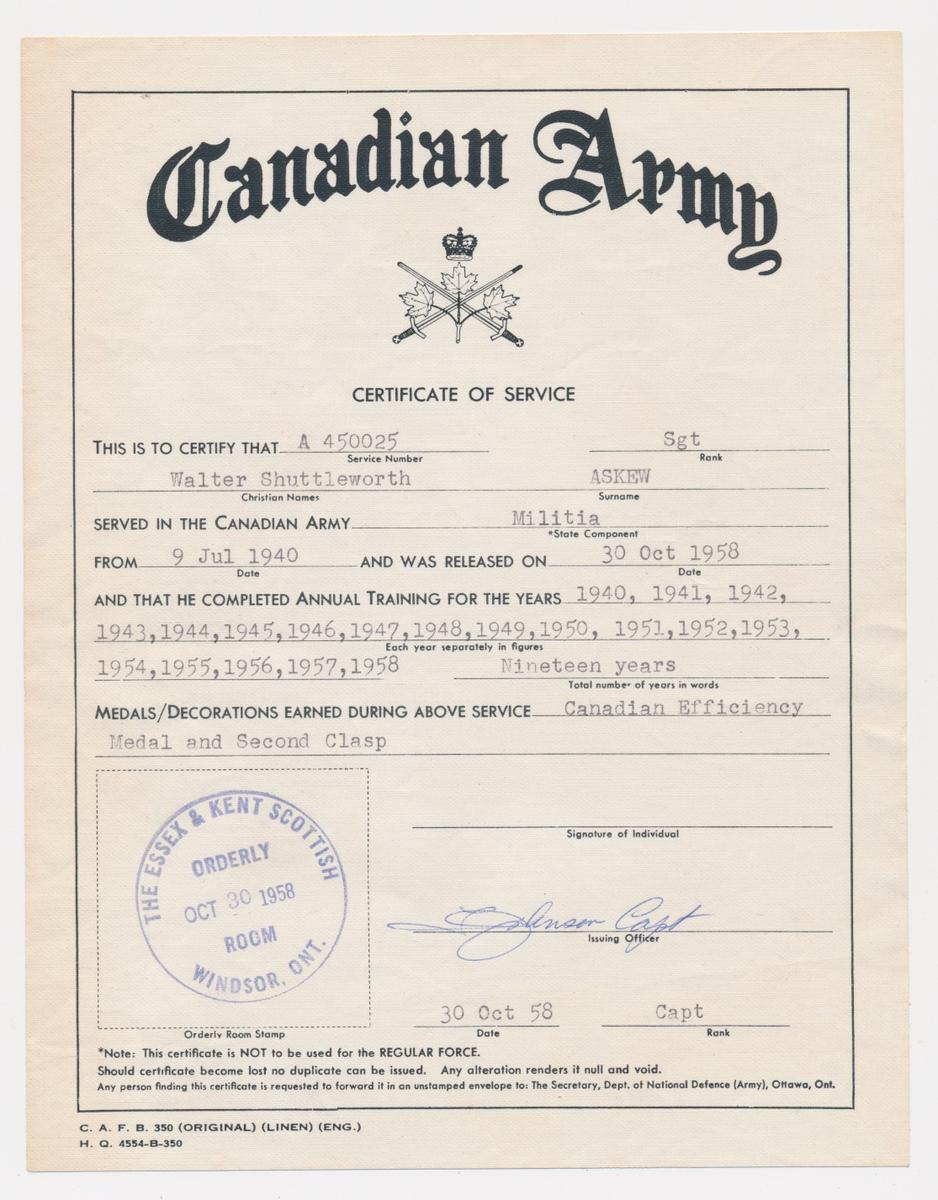 Canadian Army
CERTIFICATE OF SERVICE
THIS IS TO CERTIFY THAT A 450025 Sgt
Service Number Rank
Walter Shuttleworth ASKEW
Christian Names Surname
SERVED IN THE CANADIAN ARMY Militia
*State Component
FROM 9 Jul 1940 AND WAS RELEASED ON 30 Oct 1958
Date Date
AND THAT HE COMPLETED ANNUAL TRAINING FOR THE YEARS 1940, 1941, 1942,
1943,1944,1945,1946,1947,1948,1949,1950, 1951,1952,1953,
Each year separately in figures
1954,1955,1956,1957,1958 Nineteen years
Total number of years in words
MEDALS/DECORATIONS EARNED DURING ABOVE SERVICE Canadian Efficiency
Medal and Second Clasp
THE ESSEX & KENT SCOTTISH
ORDERLY
OCT 30 1958
ROOM
WINDSOR, ONT.
Signature of Individual
Johnson Capt
Issuing Officer
30 Oct 58 Capt
Orderly Room Stamp Date Rank
*Note: This certificate is NOT to be used for the REGULAR FORCE.
Should certificate become lost no duplicate can be issued. Any alteration renders it null and void.
Any person finding this certificate is requested to forward it in an unstamped envelope to: The Secretary, Dept. of National Defence (Army), Ottawa, Ont.
C. A. F. B. 350 (ORIGINAL) (LINEN) (ENG.)
H. Q. 4554-B-350